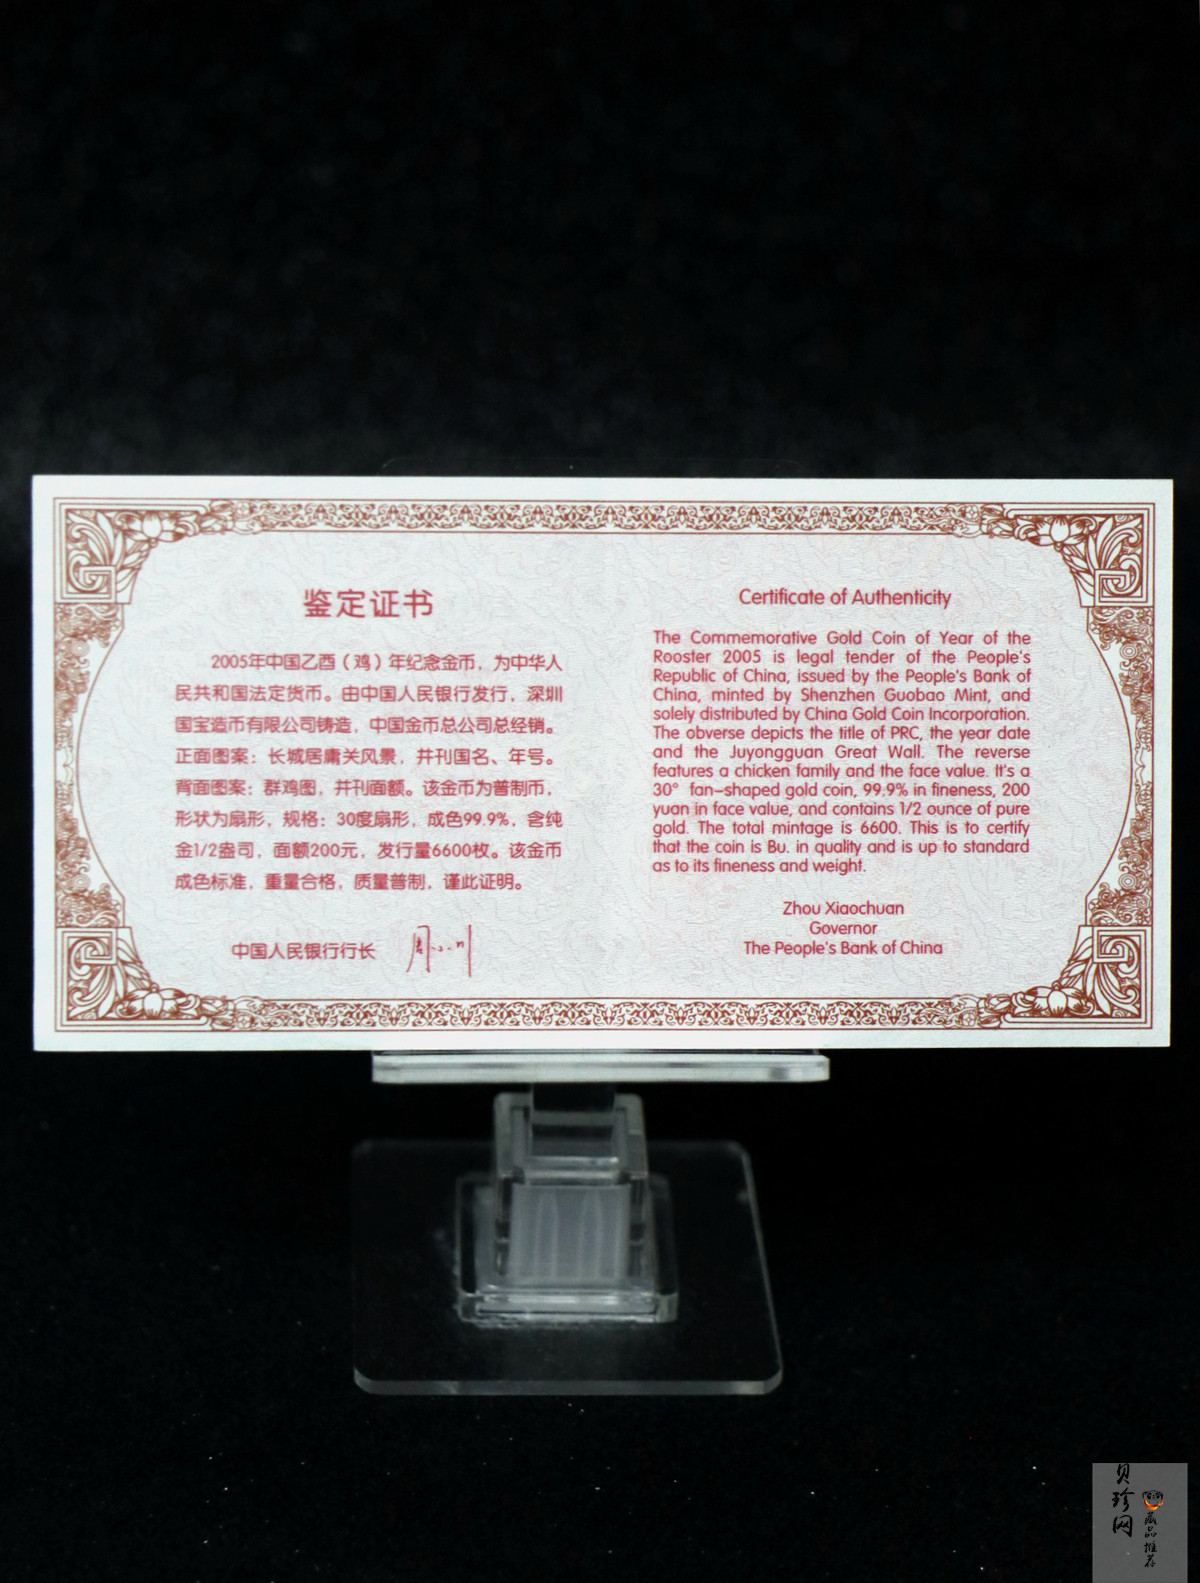 鉴定证书
2005年中国乙酉（鸡）年纪念金币，为中华人
民共和国法定货币。由中国人民银行发行，深圳
国宝造币有限公司铸造，中国金币总公司总经销。
正面图案：长城居庸关风景，并刊国名、年号。
背面图案：群鸡图，并刊面额。该金币为普制币，
形状为扇形，规格：30度扇形，成色99.9%，含纯
金1/2盎司，面额200元，发行量6600枚。该金币
成色标准，重量合格，质量普制，谨此证明。
中国人民银行行长
Certificate of Authenticity
The Commemorative Gold Coin of Year of the
Rooster 2005 is legal tender of the People's
Republic of China, issued by the People's Bank of
China, minted by Shenzhen Guobao Mint, and
solely distributed by China Gold Coin Incorporation.
The obverse depicts the title of PRC, the year date
and the Juyongguan Great Wall. The reverse
features a chicken family and the face value. It's a
30° fan-shaped gold coin, 99.9% in fineness, 200
yuan in face value, and contains 1/2 ounce of pure
gold. The total mintage is 6600. This is to certify
that the coin is Bu. in quality and is up to standard
as to its fineness and weight.
Zhou Xiaochuan
Governor
The People's Bank of China
贝珍网
藏品推荐